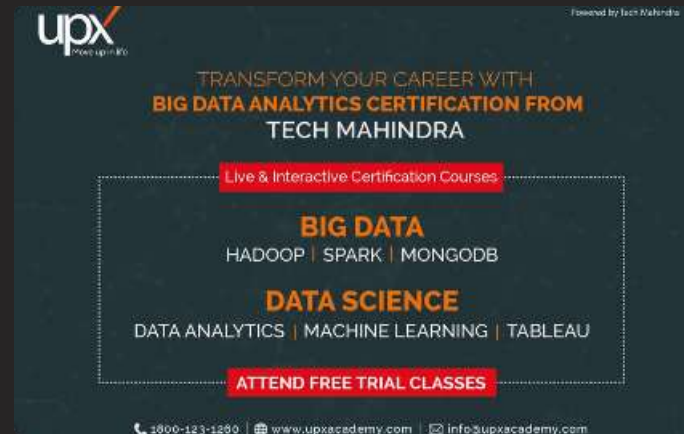 upx
Move up in life
Powered by Tech Mahindra
TRANSFORM YOUR CAREER WITH
BIG DATA ANALYTICS CERTIFICATION FROM
TECH MAHINDRA
Live & Interactive Certification Courses
BIG DATA
HADOOP | SPARK | MONGODB
DATA SCIENCE
DATA ANALYTICS | MACHINE LEARNING | TABLEAU
ATTEND FREE TRIAL CLASSES
1800-123-1260 | www.upxacademy.com | info@upxacademy.com